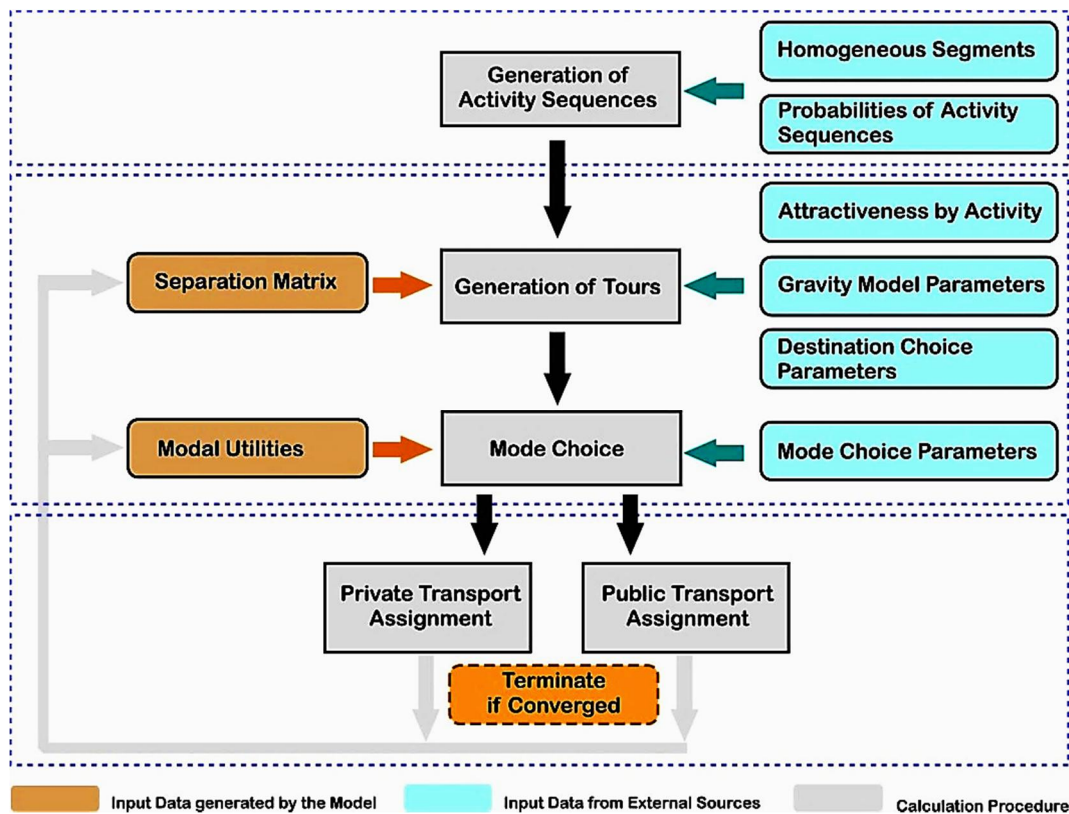 Homogeneous Segments
Generation of
Activity Sequences
Probabilities of Activity
Sequences
Attractiveness by Activity
Separation Matrix
Generation of Tours
Gravity Model Parameters
Destination Choice
Parameters
Modal Utilities
Mode Choice
Mode Choice Parameters
Private Transport
Assignment
Public Transport
Assignment
Terminate
if Converged
Input Data generated by the Model
Input Data from External Sources
Calculation Procedure